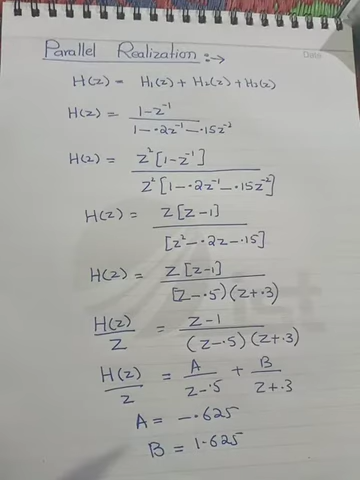 Parallel Realization :→
Date
H(z) = H₁(z) + H₂(z) + H₃(z)
H(z) = 1-z⁻¹ / 1-·2z⁻¹-·15z⁻²
H(z) = z²[1-z⁻¹] / z²[1-·2z⁻¹-·15z⁻²]
H(z) = z[z-1] / [z²-·2z-·15]
H(z) = z[z-1] / [z-·5)(z+·3)
H(z)/z = z-1 / (z-·5)(z+·3)
H(z)/z = A/z-·5 + B/z+·3
A = -·625
B = 1·625